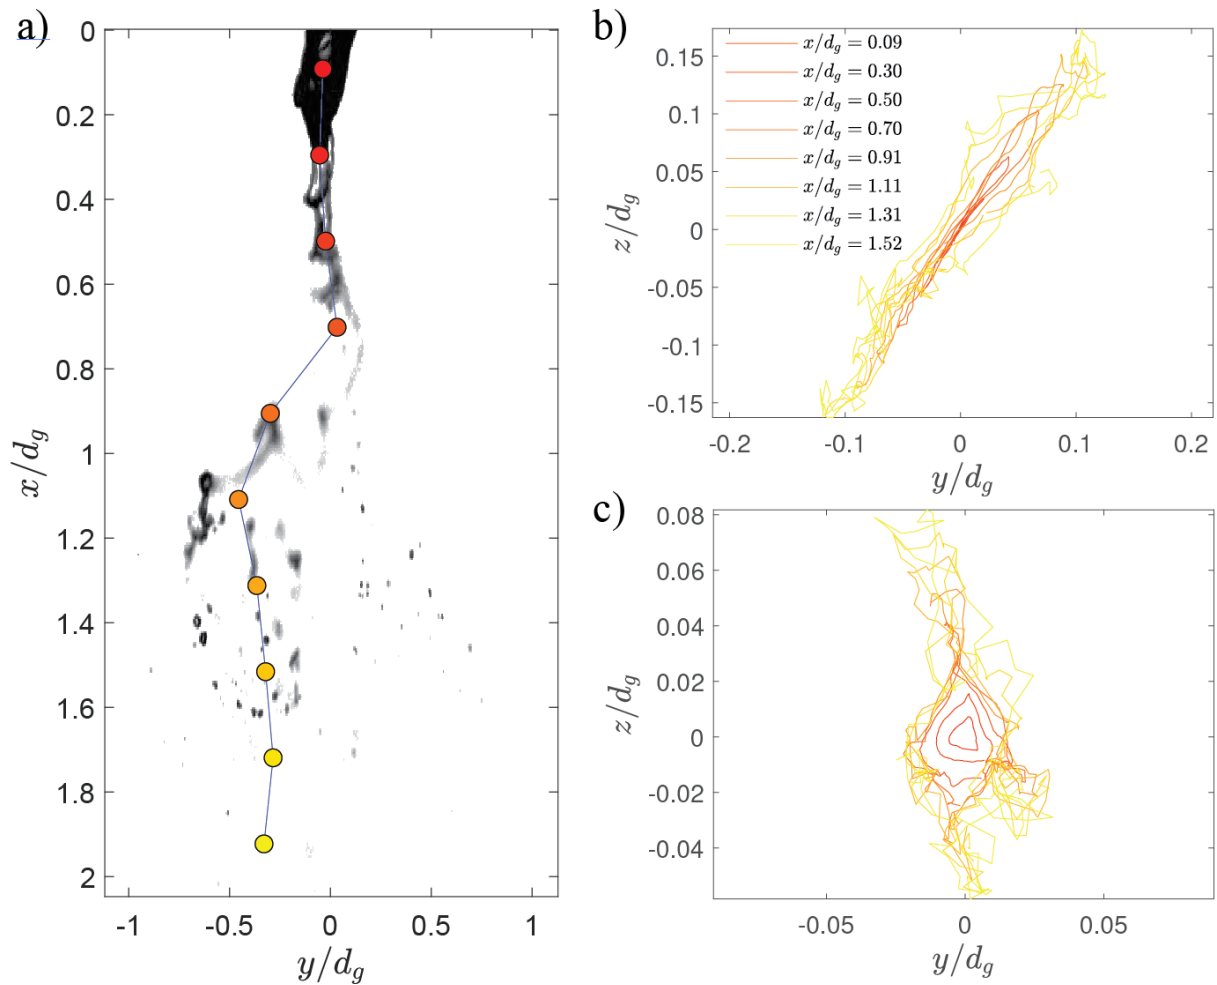 a)
0
0.2
0.4
0.6
0.8
1
1.2
1.4
1.6
1.8
2
x/d_g
-1
-0.5
0
0.5
1
y/d_g
b)
0.15
0.1
0.05
0
-0.05
-0.1
-0.15
z/d_g
x/d_g = 0.09
x/d_g = 0.30
x/d_g = 0.50
x/d_g = 0.70
x/d_g = 0.91
x/d_g = 1.11
x/d_g = 1.31
x/d_g = 1.52
-0.2
-0.1
0
0.1
0.2
y/d_g
c)
0.08
0.06
0.04
0.02
0
-0.02
-0.04
z/d_g
-0.05
0
0.05
y/d_g